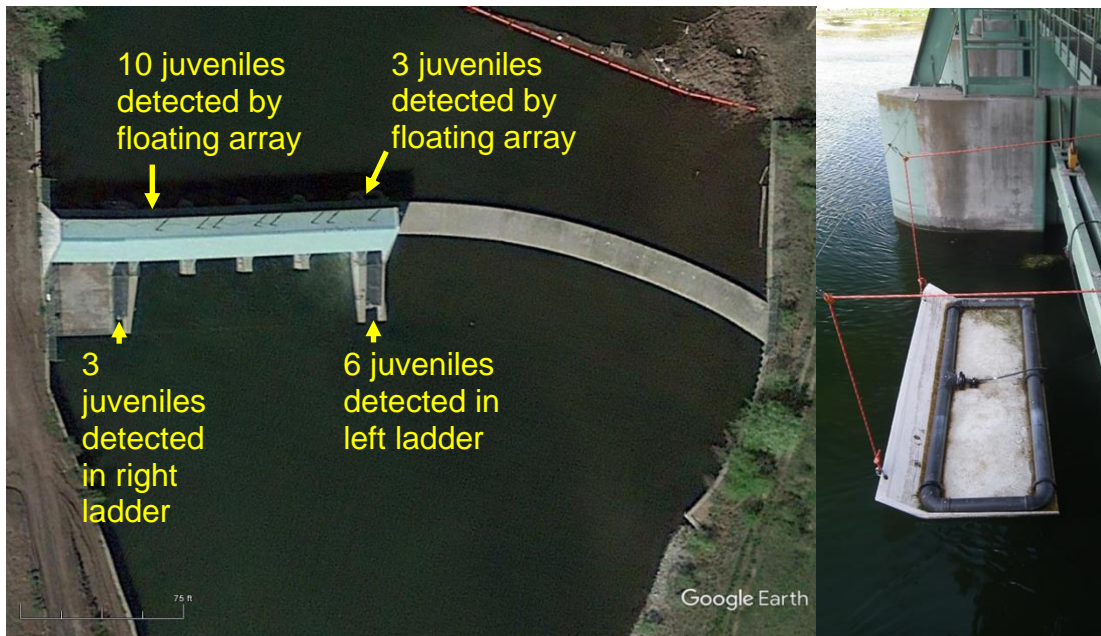 10 juveniles
detected by
floating array
3 juveniles
detected by
floating array
3
juveniles
detected
in right
ladder
6 juveniles
detected in
left ladder
75 ft
Google Earth